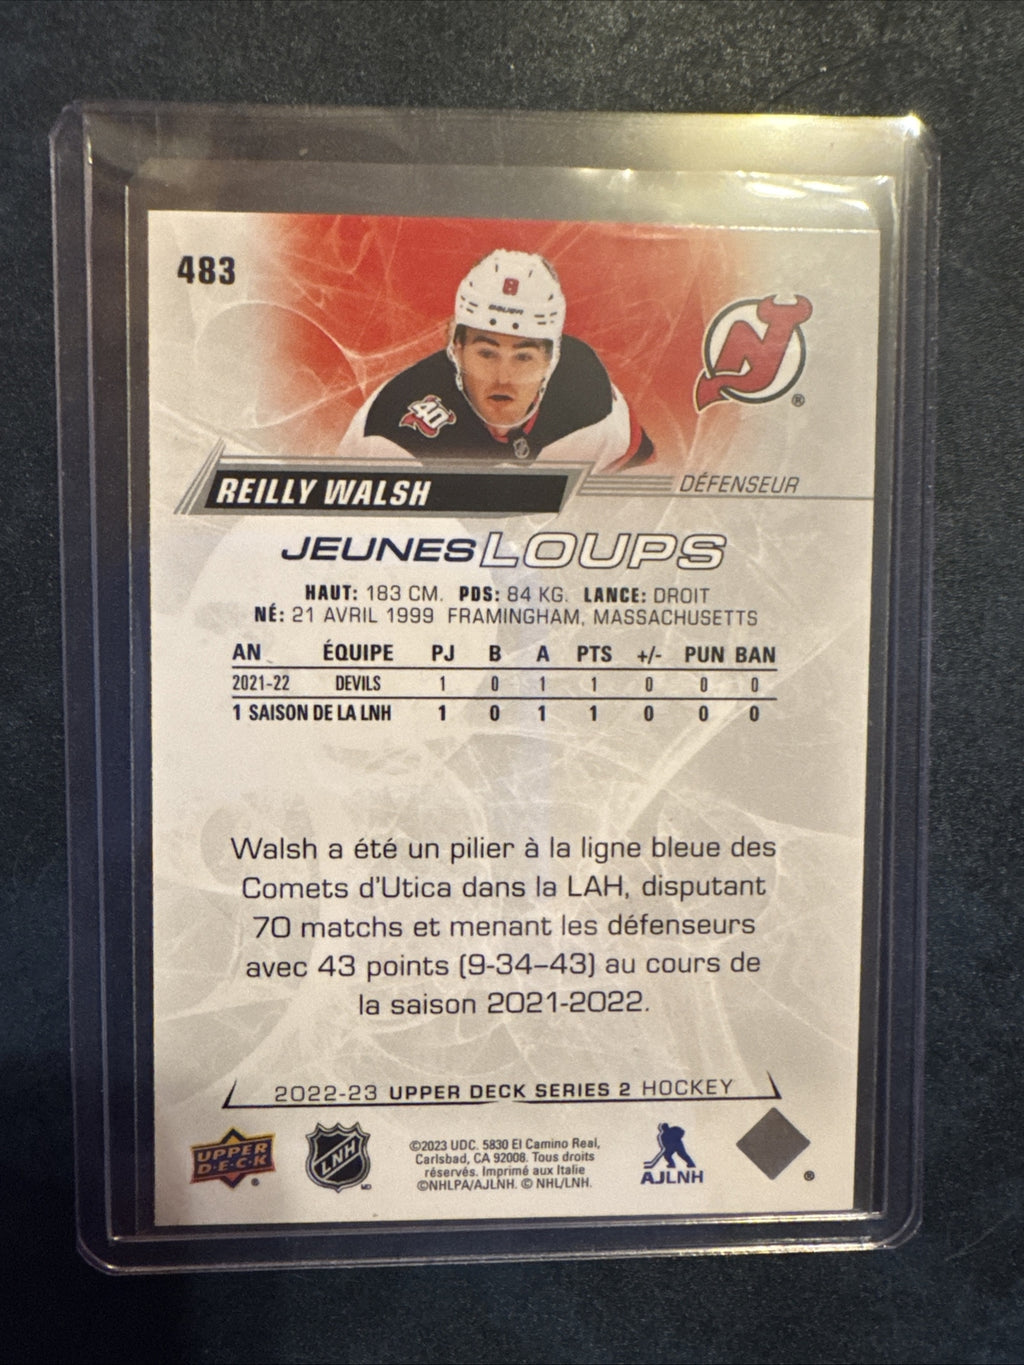 483
8
BAUER
40
NJ
®
REILLY WALSH
DÉFENSEUR
JEUNES LOUPS
HAUT: 183 CM. PDS: 84 KG. LANCE: DROIT
NÉ: 21 AVRIL 1999 FRAMINGHAM, MASSACHUSETTS
AN ÉQUIPE PJ B A PTS +/- PUN BAN
2021-22 DEVILS 1 0 1 1 0 0 0
1 SAISON DE LA LNH 1 0 1 1 0 0 0
Walsh a été un pilier à la ligne bleue des
Comets d'Utica dans la LAH, disputant
70 matchs et menant les défenseurs
avec 43 points (9-34–43) au cours de
la saison 2021-2022.
2022-23 UPPER DECK SERIES 2 HOCKEY
UPPER
D·E·C·K
®
LNH
MD
©2023 UDC. 5830 El Camino Real,
Carlsbad, CA 92008. Tous droits
réservés. Imprimé aux Italie
©NHLPA/AJLNH. © NHL/LNH.
AJLNH
®